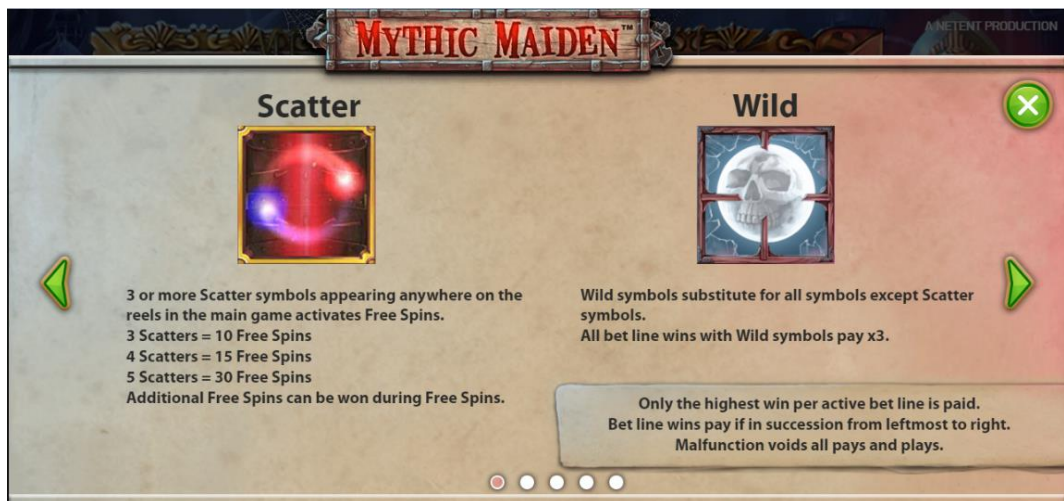 MYTHIC MAIDEN™
A NETENT PRODUCTION
Scatter
3 or more Scatter symbols appearing anywhere on the
reels in the main game activates Free Spins.
3 Scatters = 10 Free Spins
4 Scatters = 15 Free Spins
5 Scatters = 30 Free Spins
Additional Free Spins can be won during Free Spins.
Wild
Wild symbols substitute for all symbols except Scatter
symbols.
All bet line wins with Wild symbols pay x3.
Only the highest win per active bet line is paid.
Bet line wins pay if in succession from leftmost to right.
Malfunction voids all pays and plays.